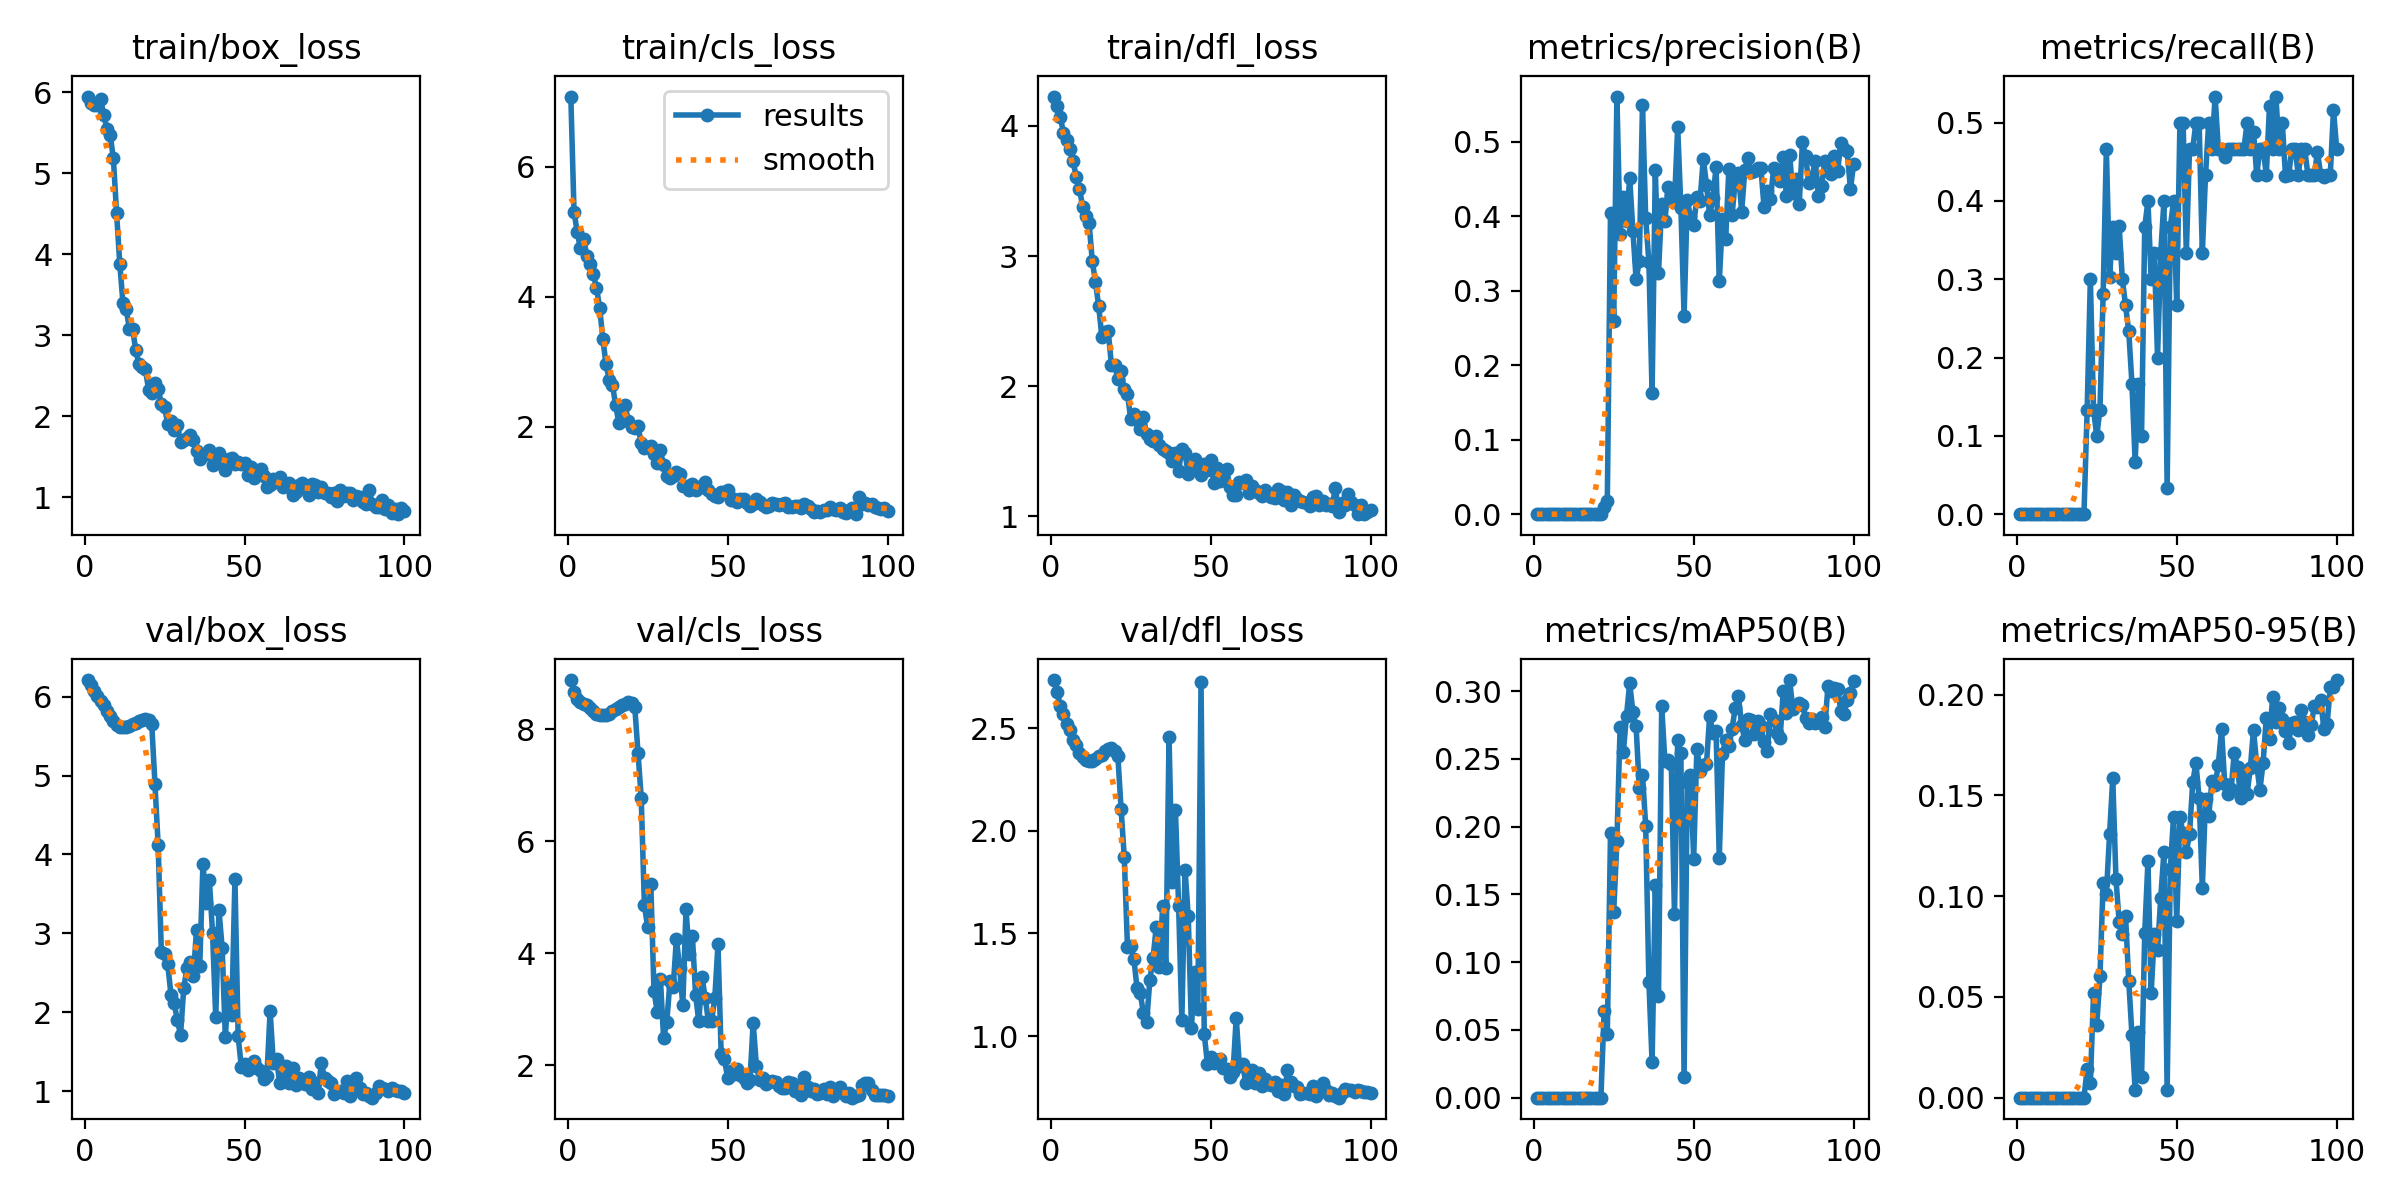 train/box_loss
6
5
4
3
2
1
0 50 100
train/cls_loss
results
smooth
6
4
2
0 50 100
train/dfl_loss
4
3
2
1
0 50 100
metrics/precision(B)
0.5
0.4
0.3
0.2
0.1
0.0
0 50 100
metrics/recall(B)
0.5
0.4
0.3
0.2
0.1
0.0
0 50 100
val/box_loss
6
5
4
3
2
1
0 50 100
val/cls_loss
8
6
4
2
0 50 100
val/dfl_loss
2.5
2.0
1.5
1.0
0 50 100
metrics/mAP50(B)
0.30
0.25
0.20
0.15
0.10
0.05
0.00
0 50 100
metrics/mAP50-95(B)
0.20
0.15
0.10
0.05
0.00
0 50 100